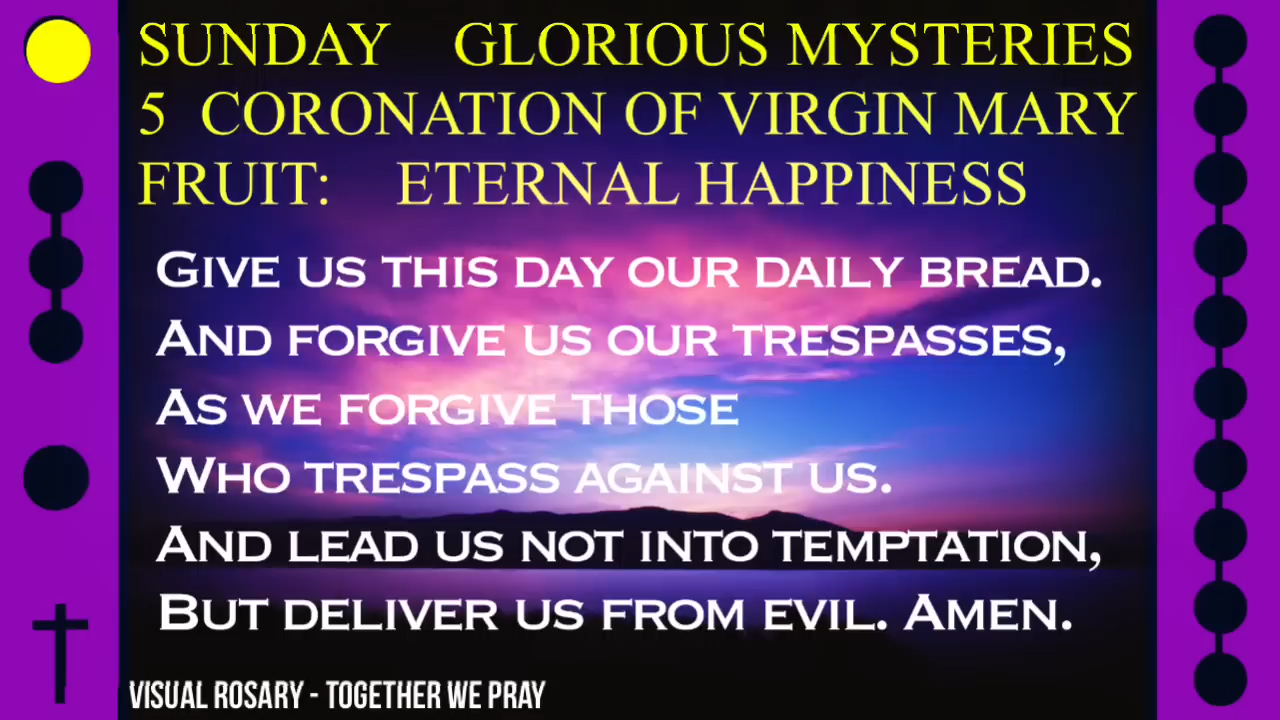 SUNDAY GLORIOUS MYSTERIES
5 CORONATION OF VIRGIN MARY
FRUIT: ETERNAL HAPPINESS
GIVE US THIS DAY OUR DAILY BREAD.
AND FORGIVE US OUR TRESPASSES,
AS WE FORGIVE THOSE
WHO TRESPASS AGAINST US.
AND LEAD US NOT INTO TEMPTATION,
BUT DELIVER US FROM EVIL. AMEN.
VISUAL ROSARY - TOGETHER WE PRAY